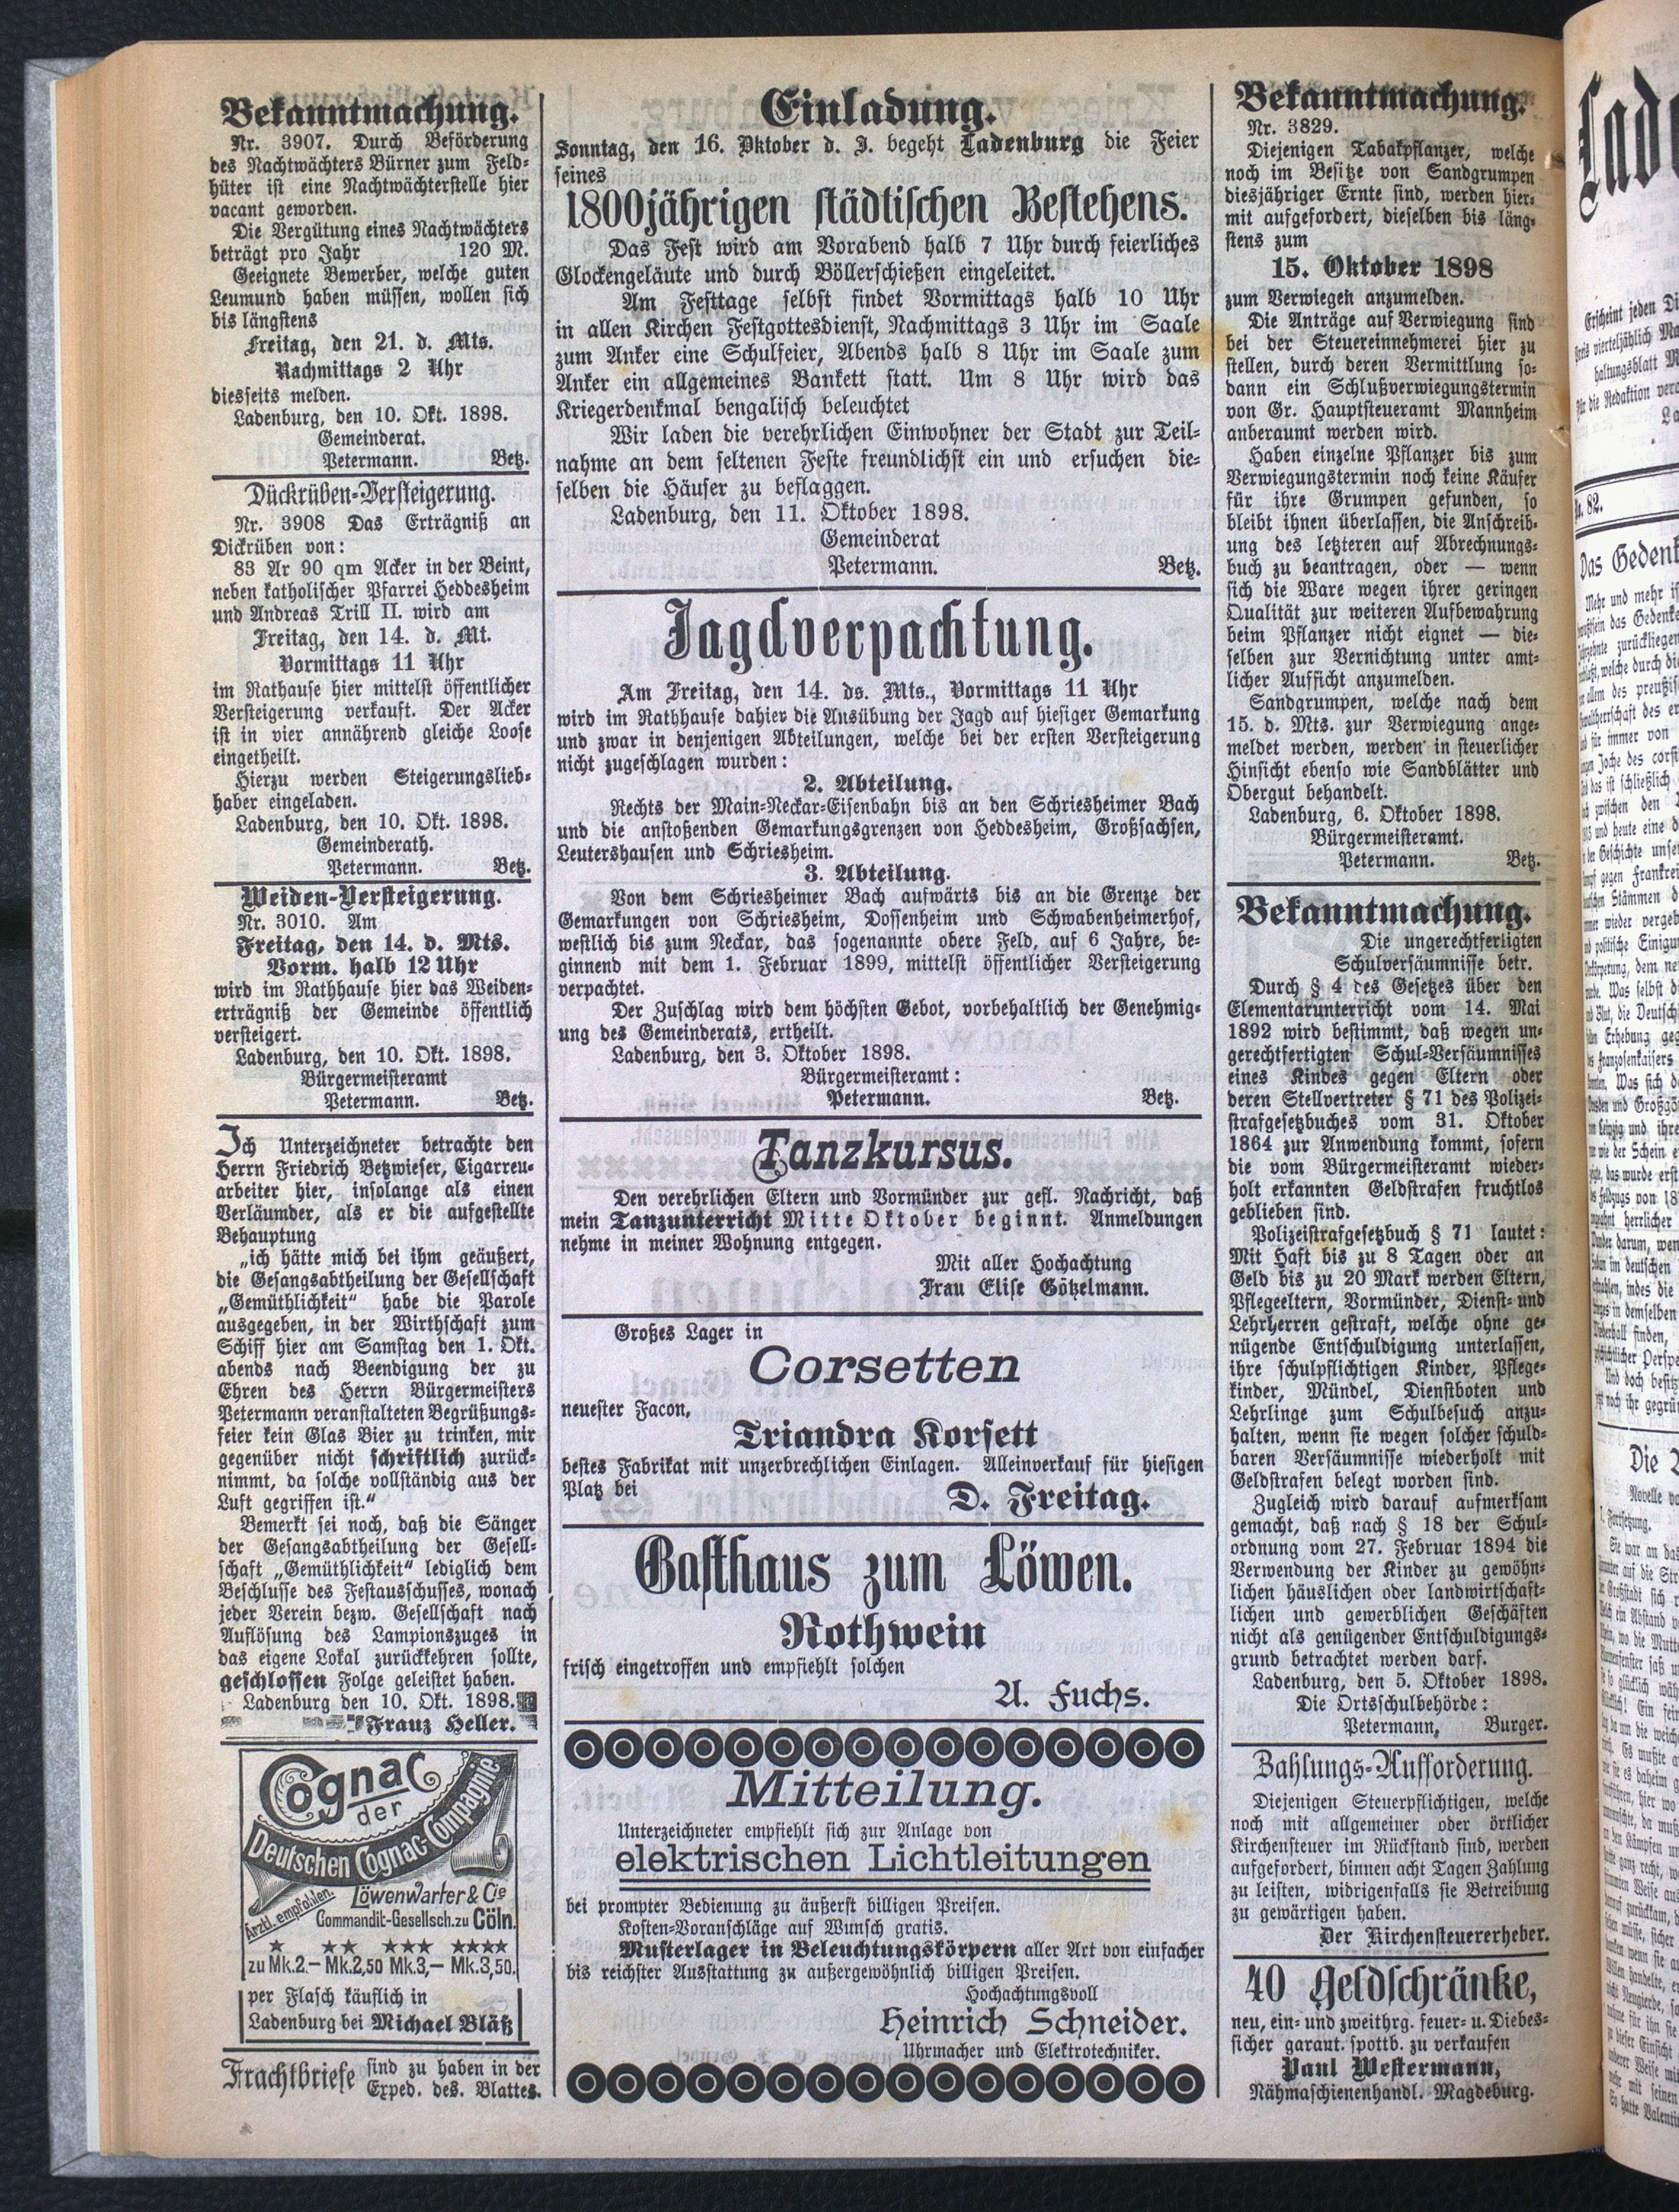 Bekanntmachung.
Nr. 3907. Durch Beförderung
des Nachtwächters Bürner zum Feld-
hüter ist eine Nachtwächterstelle hier
vacant geworden.
Die Vergütung eines Nachtwächters
beträgt pro Jahr 120 M.
Geeignete Bewerber, welche guten
Leumund haben müssen, wollen sich
bis längstens
Freitag, den 21. d. Mts.
Nachmittags 2 Uhr
diesseits melden.
Ladenburg, den 10. Okt. 1898.
Gemeinderat.
Petermann. Betz.
Dückrüben-Versteigerung.
Nr. 3908 Das Erträgniß an
Dickrüben von:
83 Ar 90 qm Acker in der Beint,
neben katholischer Pfarrei Heddesheim
und Andreas Trill II. wird am
Freitag, den 14. d. Mt.
Vormittags 11 Uhr
im Rathause hier mittelst öffentlicher
Versteigerung verkauft. Der Acker
ist in vier annährend gleiche Loose
eingetheilt.
Hierzu werden Steigerungslieb-
haber eingeladen.
Ladenburg, den 10. Okt. 1898.
Gemeinderath.
Petermann. Betz.
Weiden-Versteigerung.
Nr. 3010. Am
Freitag, den 14. d. Mts.
Vorm. halb 12 Uhr
wird im Rathhause hier das Weiden-
erträgniß der Gemeinde öffentlich
versteigert.
Ladenburg, den 10. Okt. 1898.
Bürgermeisteramt
Petermann. Betz.
Ich Unterzeichneter betrachte den
Herrn Friedrich Betzwieser, Cigarreu-
arbeiter hier, insolange als einen
Verläumder, als er die aufgestellte
Behauptung
„ich hätte mich bei ihm geäußert,
die Gesangsabtheilung der Gesellschaft
„Gemüthlichkeit“ habe die Parole
ausgegeben, in der Wirthschaft zum
Schiff hier am Samstag den 1. Okt.
abends nach Beendigung der zu
Ehren des Herrn Bürgermeisters
Petermann veranstalteten Begrüßungs-
feier kein Glas Bier zu trinken, mir
gegenüber nicht schriftlich zurück-
nimmt, da solche vollständig aus der
Luft gegriffen ist.“
Bemerkt sei noch, daß die Sänger
der Gesangsabtheilung der Gesell-
schaft „Gemüthlichkeit“ lediglich dem
Beschlusse des Festausschusses, wonach
jeder Verein bezw. Gesellschaft nach
Auflösung des Lampionszuges in
das eigene Lokal zurückkehren sollte,
geschlossen Folge geleistet haben.
Ladenburg den 10. Okt. 1898.
Franz Heller.
Cognac
der
Deutschen Cognac-Compagnie
Ärztl. empfohlen.
Löwenwarter & Cie
Commandit-Gesellsch. zu Cöln.
★ ★★ ★★★ ★★★★
zu Mk. 2.– Mk. 2,50 Mk. 3,– Mk. 3,50.
per Flasch käuflich in
Ladenburg bei Michael Bläß
Frachtbriefe sind zu haben in der
Exped. des. Blattes.
Einladung.
Sonntag, den 16. Oktober d. J. begeht Ladenburg die Feier
seines
1800jährigen städtischen Bestehens.
Das Fest wird am Vorabend halb 7 Uhr durch feierliches
Glockengeläute und durch Böllerschießen eingeleitet.
Am Festtage selbst findet Vormittags halb 10 Uhr
in allen Kirchen Festgottesdienst, Nachmittags 3 Uhr im Saale
zum Anker eine Schulfeier, Abends halb 8 Uhr im Saale zum
Anker ein allgemeines Bankett statt. Um 8 Uhr wird das
Kriegerdenkmal bengalisch beleuchtet
Wir laden die verehrlichen Einwohner der Stadt zur Teil-
nahme an dem seltenen Feste freundlichst ein und ersuchen die-
selben die Häuser zu beflaggen.
Ladenburg, den 11. Oktober 1898.
Gemeinderat
Petermann. Betz.
Jagdverpachtung.
Am Freitag, den 14. ds. Mts., Vormittags 11 Uhr
wird im Rathhause dahier die Ausübung der Jagd auf hiesiger Gemarkung
und zwar in denjenigen Abteilungen, welche bei der ersten Versteigerung
nicht zugeschlagen wurden:
2. Abteilung.
Rechts der Main-Neckar-Eisenbahn bis an den Schriesheimer Bach
und die anstoßenden Gemarkungsgrenzen von Heddesheim, Großsachsen,
Leutershausen und Schriesheim.
3. Abteilung.
Von dem Schriesheimer Bach aufwärts bis an die Grenze der
Gemarkungen von Schriesheim, Dossenheim und Schwabenheimerhof,
westlich bis zum Neckar, das sogenannte obere Feld, auf 6 Jahre, be-
ginnend mit dem 1. Februar 1899, mittelst öffentlicher Versteigerung
verpachtet.
Der Zuschlag wird dem höchsten Gebot, vorbehaltlich der Genehmig-
ung des Gemeinderats, ertheilt.
Ladenburg, den 3. Oktober 1898.
Bürgermeisteramt:
Petermann. Betz.
Tanzkursus.
Den verehrlichen Eltern und Vormünder zur gefl. Nachricht, daß
mein Tanzunterricht Mitte Oktober beginnt. Anmeldungen
nehme in meiner Wohnung entgegen.
Mit aller Hochachtung
Frau Elise Götzelmann.
Großes Lager in
Corsetten
neuester Facon,
Triandra Korsett
bestes Fabrikat mit unzerbrechlichen Einlagen. Alleinverkauf für hiesigen
Platz bei D. Freitag.
Gasthaus zum Löwen.
Rothwein
frisch eingetroffen und empfiehlt solchen
A. Fuchs.
Mitteilung.
Unterzeichneter empfiehlt sich zur Anlage von
elektrischen Lichtleitungen
bei prompter Bedienung zu äußerst billigen Preisen.
Kosten-Voranschläge auf Wunsch gratis.
Musterlager in Beleuchtungskörpern aller Art von einfacher
bis reichster Ausstattung zu außergewöhnlich billigen Preisen.
Hochachtungsvoll
Heinrich Schneider.
Uhrmacher und Elektrotechniker.
Bekanntmachung.
Nr. 3829.
Diejenigen Tabakpflanzer, welche
noch im Besitze von Sandgrumpen
diesjähriger Ernte sind, werden hier-
mit aufgefordert, dieselben bis läng-
stens zum
15. Oktober 1898
zum Verwiegen anzumelden.
Die Anträge auf Verwiegung sind
bei der Steuereinnehmerei hier zu
stellen, durch deren Vermittlung so-
dann ein Schlußverwiegungstermin
von Gr. Hauptsteueramt Mannheim
anberaumt werden wird.
Haben einzelne Pflanzer bis zum
Verwiegungstermin noch keine Käufer
für ihre Grumpen gefunden, so
bleibt ihnen überlassen, die Anschreib-
ung des letzteren auf Abrechnungs-
buch zu beantragen, oder — wenn
sich die Ware wegen ihrer geringen
Qualität zur weiteren Aufbewahrung
beim Pflanzer nicht eignet — die-
selben zur Vernichtung unter amt-
licher Aufsicht anzumelden.
Sandgrumpen, welche nach dem
15. d. Mts. zur Verwiegung ange-
meldet werden, werden in steuerlicher
Hinsicht ebenso wie Sandblätter und
Obergut behandelt.
Ladenburg, 6. Oktober 1898.
Bürgermeisteramt.
Petermann. Betz.
Bekanntmachung.
Die ungerechtfertigten
Schulversäumnisse betr.
Durch § 4 des Gesetzes über den
Elementarunterricht vom 14. Mai
1892 wird bestimmt, daß wegen un-
gerechtfertigten Schul-Versäumnisses
eines Kindes gegen Eltern oder
deren Stellvertreter § 71 des Polizei-
strafgesetzbuches vom 31. Oktober
1864 zur Anwendung kommt, sofern
die vom Bürgermeisteramt wieder-
holt erkannten Geldstrafen fruchtlos
geblieben sind.
Polizeistrafgesetzbuch § 71 lautet:
Mit Haft bis zu 8 Tagen oder an
Geld bis zu 20 Mark werden Eltern,
Pflegeeltern, Vormünder, Dienst- und
Lehrherren gestraft, welche ohne ge-
nügende Entschuldigung unterlassen,
ihre schulpflichtigen Kinder, Pflege-
kinder, Mündel, Dienstboten und
Lehrlinge zum Schulbesuch anzu-
halten, wenn sie wegen solcher schuld-
baren Versäumnisse wiederholt mit
Geldstrafen belegt worden sind.
Zugleich wird darauf aufmerksam
gemacht, daß nach § 18 der Schul-
ordnung vom 27. Februar 1894 die
Verwendung der Kinder zu gewöhn-
lichen häuslichen oder landwirtschaft-
lichen und gewerblichen Geschäften
nicht als genügender Entschuldigungs-
grund betrachtet werden darf.
Ladenburg, den 5. Oktober 1898.
Die Ortsschulbehörde:
Petermann, Burger.
Zahlungs-Aufforderung.
Diejenigen Steuerpflichtigen, welche
noch mit allgemeiner oder örtlicher
Kirchensteuer im Rückstand sind, werden
aufgefordert, binnen acht Tagen Zahlung
zu leisten, widrigenfalls sie Betreibung
zu gewärtigen haben.
Der Kirchensteuererheber.
40 Geldschränke,
neu, ein- und zweithrg. feuer- u. Diebes-
sicher garant. spottb. zu verkaufen
Paul Westermann,
Nähmaschienenhandl. Magdeburg.
Lad
Erscheint jeden
Preis vierteljährlich
haltungsblatt
Für die Redaktion
No. 82.
Das Gedenk
Mehr und mehr
Die
Novelle
1. Fortsetzung.
Sie war an das